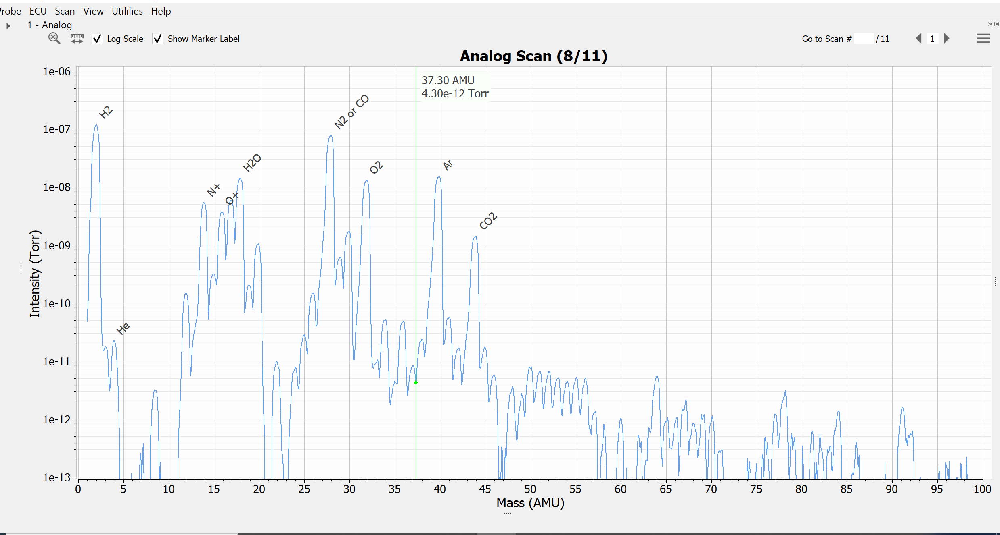 Probe ECU Scan View Utililies Help
1 - Analog
Log Scale Show Marker Label Go to Scan # / 11 1
Analog Scan (8/11)
37.30 AMU
4.30e-12 Torr
H2
He
N+
O+
H2O
N2 or CO
O2
Ar
CO2
Intensity (Torr)
1e-06
1e-07
1e-08
1e-09
1e-10
1e-11
1e-12
1e-13
0 5 10 15 20 25 30 35 40 45 50 55 60 65 70 75 80 85 90 95 100
Mass (AMU)